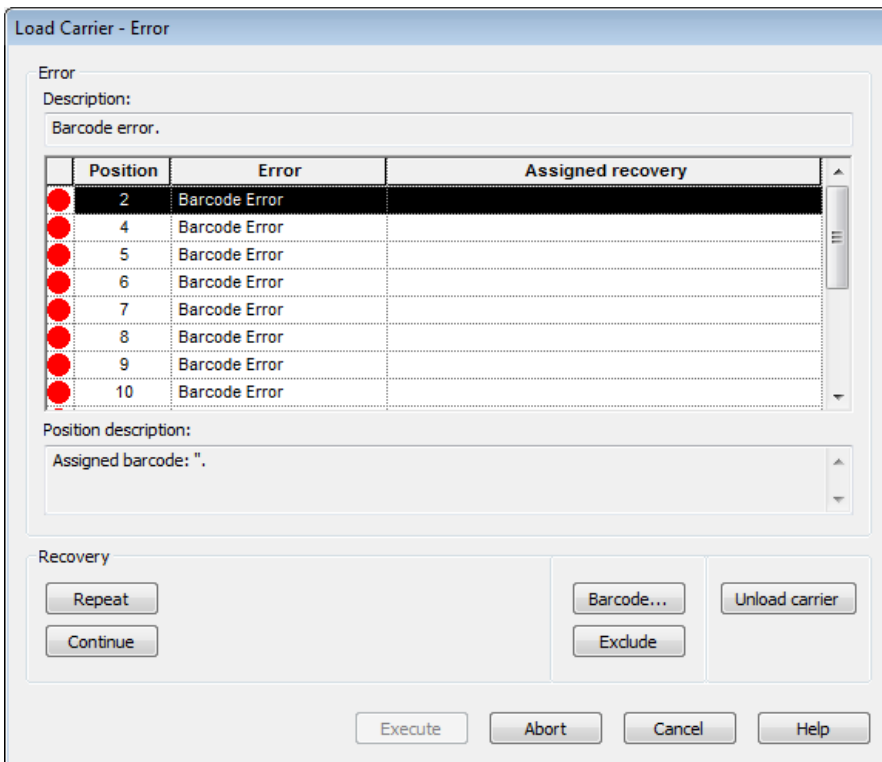 Load Carrier - Error
Error
Description:
Barcode error.
Position Error Assigned recovery
2 Barcode Error
4 Barcode Error
5 Barcode Error
6 Barcode Error
7 Barcode Error
8 Barcode Error
9 Barcode Error
10 Barcode Error
Position description:
Assigned barcode: ''.
Recovery
Repeat Barcode... Unload carrier
Continue Exclude
Execute Abort Cancel Help